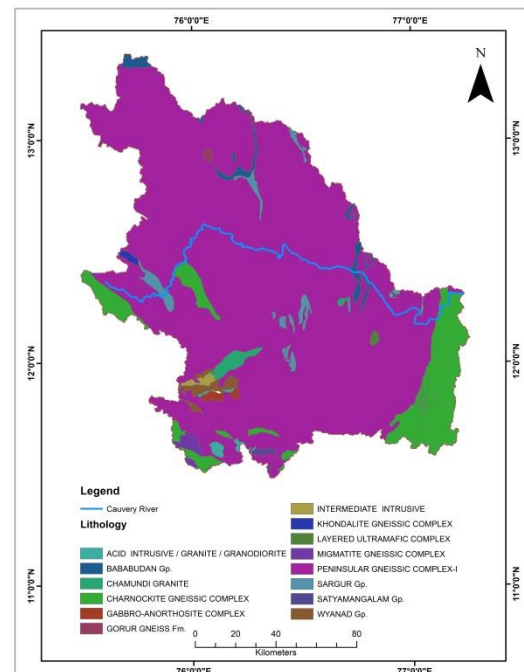 76°0'0"E 77°0'0"E
N
13°0'0"N 13°0'0"N
12°0'0"N 12°0'0"N
11°0'0"N 11°0'0"N
Legend
Cauvery River
Lithology
ACID INTRUSIVE / GRANITE / GRANODIORITE
BABABUDAN Gp.
CHAMUNDI GRANITE
CHARNOCKITE GNEISSIC COMPLEX
GABBRO-ANORTHOSITE COMPLEX
GORUR GNEISS Fm.
INTERMEDIATE INTRUSIVE
KHONDALITE GNEISSIC COMPLEX
LAYERED ULTRAMAFIC COMPLEX
MIGMATITE GNEISSIC COMPLEX
PENINSULAR GNEISSIC COMPLEX-I
SARGUR Gp.
SATYAMANGALAM Gp.
WYANAD Gp.
0 20 40 60 80
Kilometers
76°0'0"E 77°0'0"E